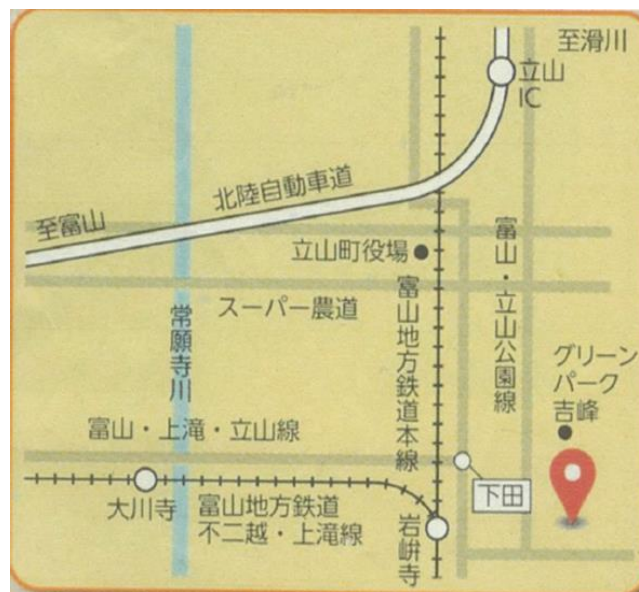 至滑川
立山
IC
北陸自動車道
至富山
立山町役場
富山・立山公園線
スーパー農道
富山地方鉄道本線
常願寺川
グリーン
パーク
吉峰
富山・上滝・立山線
下田
大川寺
富山地方鉄道
不二越・上滝線
岩峅寺